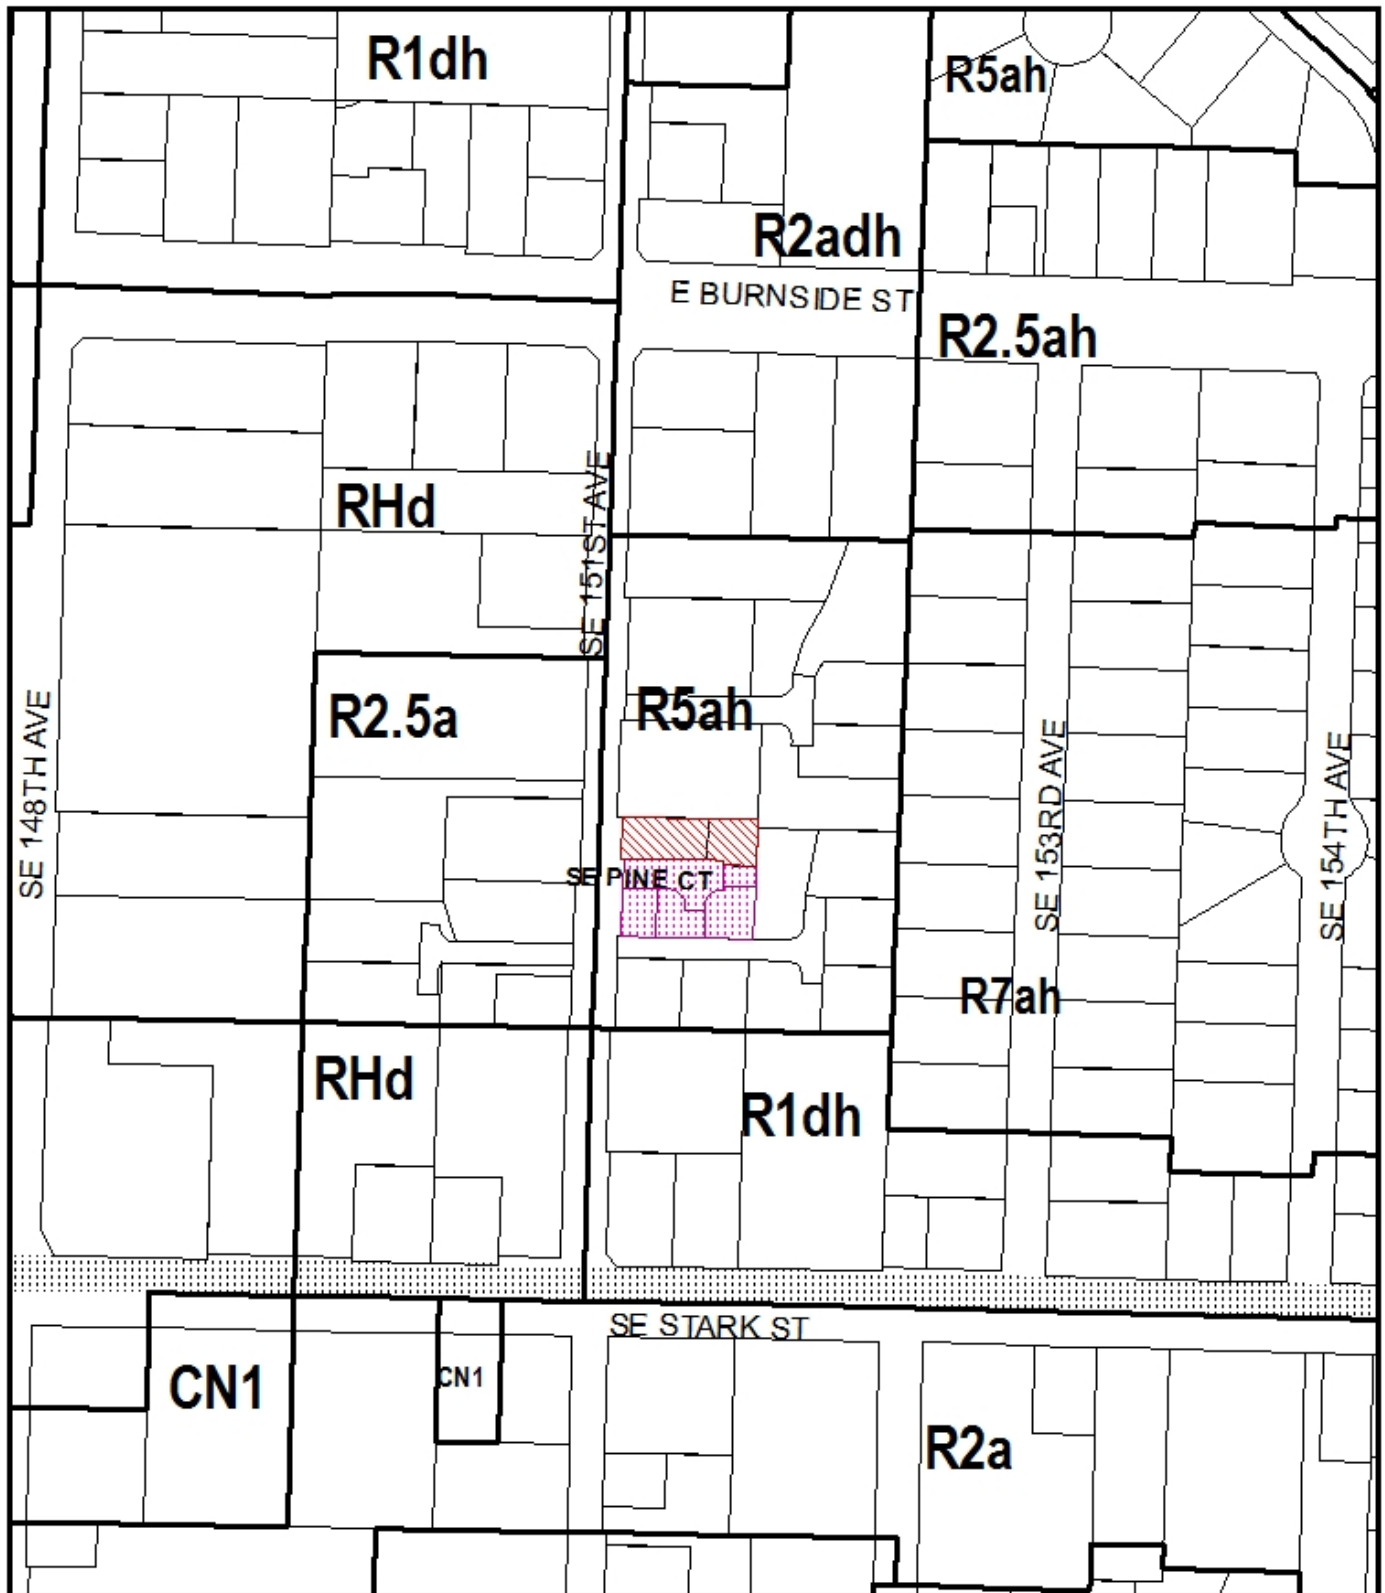 R1dh
R5ah
R2adh
E BURNSIDE ST
R2.5ah
RHd
SE 151ST AVE
R2.5a
R5ah
SE 148TH AVE
SE 153RD AVE
SE 154TH AVE
SE PINE CT
R7ah
RHd
R1dh
SE STARK ST
CN1
CN1
R2a